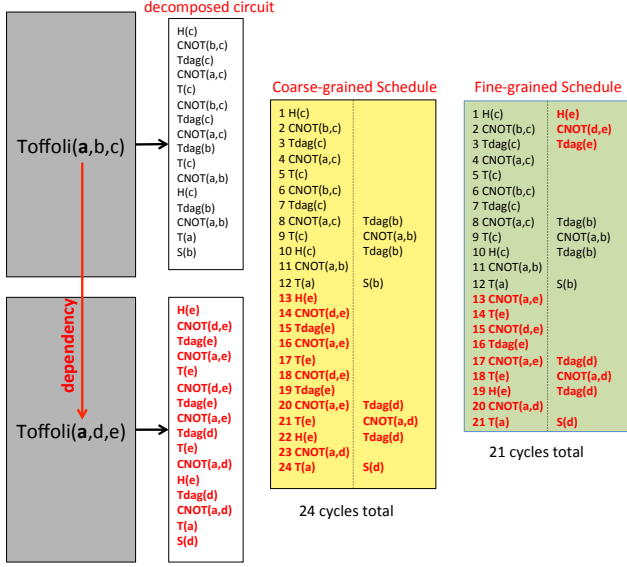 decomposed circuit
Toffoli(a,b,c)
H(c)
CNOT(b,c)
Tdag(c)
CNOT(a,c)
T(c)
CNOT(b,c)
Tdag(c)
CNOT(a,c)
Tdag(b)
T(c)
CNOT(a,b)
H(c)
Tdag(b)
CNOT(a,b)
T(a)
S(b)
dependency
Toffoli(a,d,e)
H(e)
CNOT(d,e)
Tdag(e)
CNOT(a,e)
T(e)
CNOT(d,e)
Tdag(e)
CNOT(a,e)
Tdag(d)
T(e)
CNOT(a,d)
H(e)
Tdag(d)
CNOT(a,d)
T(a)
S(d)
Coarse-grained Schedule
1 H(c)
2 CNOT(b,c)
3 Tdag(c)
4 CNOT(a,c)
5 T(c)
6 CNOT(b,c)
7 Tdag(c)
8 CNOT(a,c) Tdag(b)
9 T(c) CNOT(a,b)
10 H(c) Tdag(b)
11 CNOT(a,b)
12 T(a) S(b)
13 H(e)
14 CNOT(d,e)
15 Tdag(e)
16 CNOT(a,e)
17 T(e)
18 CNOT(d,e)
19 Tdag(e)
20 CNOT(a,e) Tdag(d)
21 T(e) CNOT(a,d)
22 H(e) Tdag(d)
23 CNOT(a,d)
24 T(a) S(d)
24 cycles total
Fine-grained Schedule
1 H(c) H(e)
2 CNOT(b,c) CNOT(d,e)
3 Tdag(c) Tdag(e)
4 CNOT(a,c)
5 T(c)
6 CNOT(b,c)
7 Tdag(c)
8 CNOT(a,c) Tdag(b)
9 T(c) CNOT(a,b)
10 H(c) Tdag(b)
11 CNOT(a,b)
12 T(a) S(b)
13 CNOT(a,e)
14 T(e)
15 CNOT(d,e)
16 Tdag(e)
17 CNOT(a,e) Tdag(d)
18 T(e) CNOT(a,d)
19 H(e) Tdag(d)
20 CNOT(a,d)
21 T(a) S(d)
21 cycles total